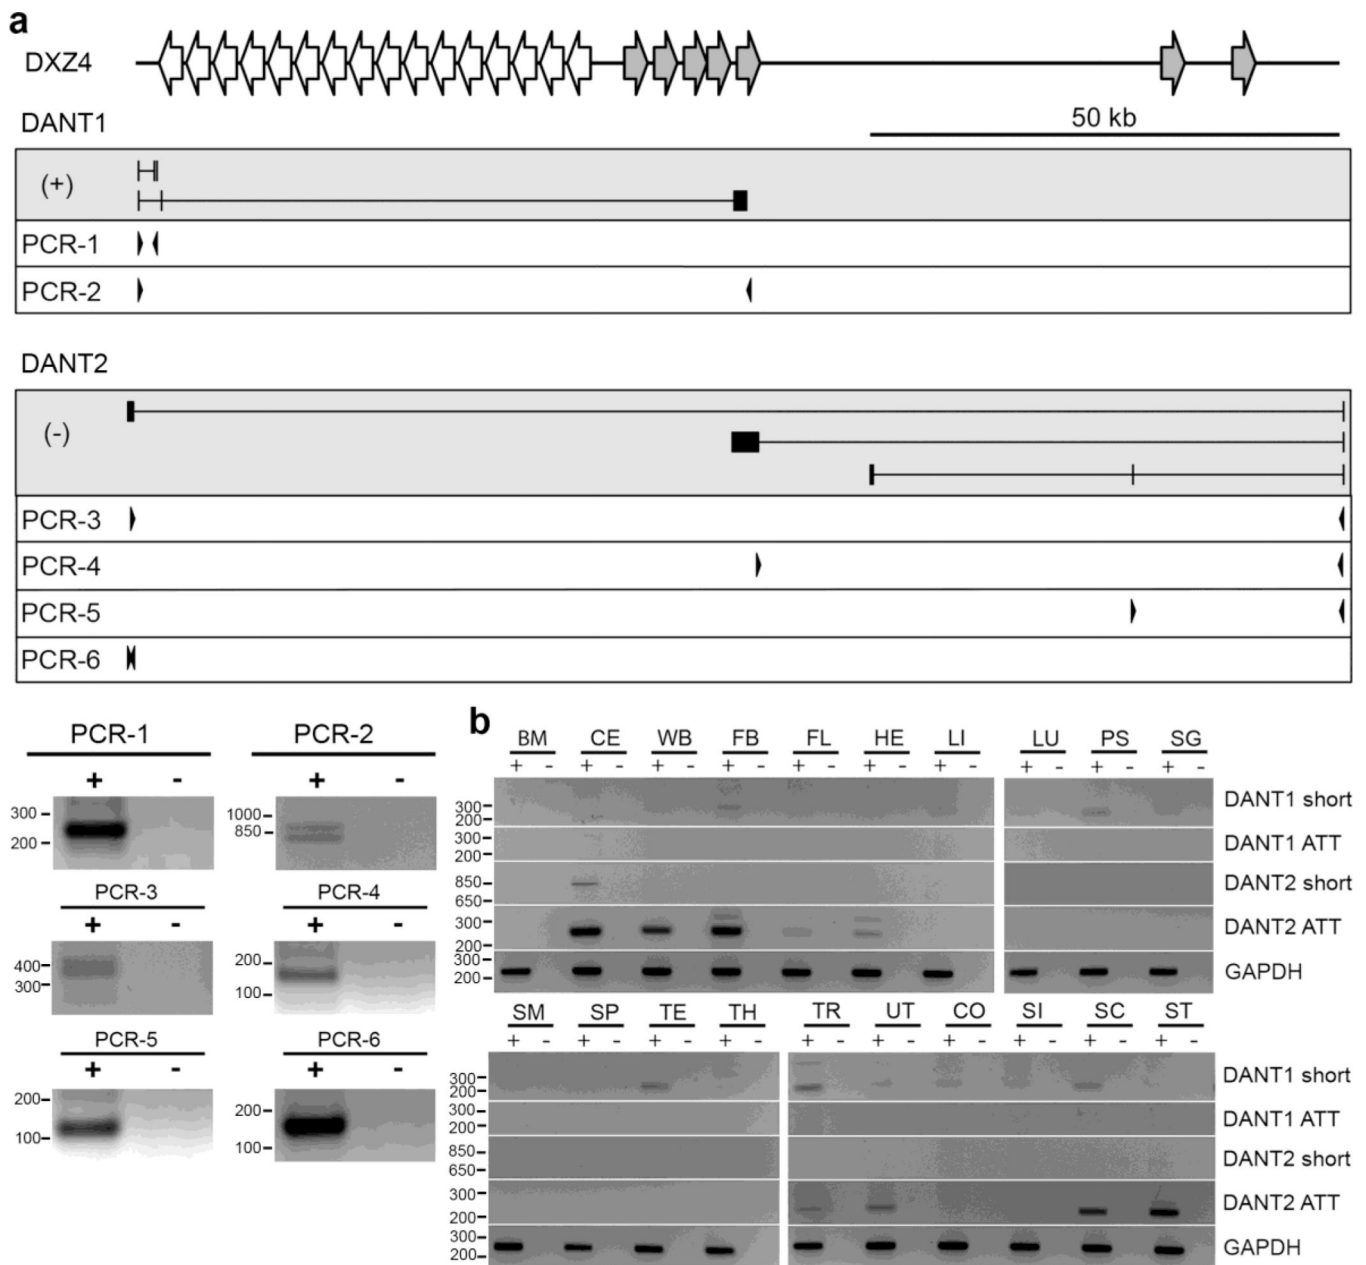 a
DXZ4
50 kb
DANT1
(+)
PCR-1
PCR-2
DANT2
(-)
PCR-3
PCR-4
PCR-5
PCR-6
PCR-1 PCR-2
+ - + -
300 1000
200 850
PCR-3 PCR-4
+ - + -
400 200
300 100
PCR-5 PCR-6
+ - + -
200 200
100 100
b
BM CE WB FB FL HE LI LU PS SG
+ - + - + - + - + - + - + - + - + - + -
300 DANT1 short
200
300 DANT1 ATT
200
850 DANT2 short
650
300 DANT2 ATT
200
300 GAPDH
200
SM SP TE TH TR UT CO SI SC ST
+ - + - + - + - + - + - + - + - + - + -
300 DANT1 short
200
300 DANT1 ATT
200
850 DANT2 short
650
300 DANT2 ATT
200
300 GAPDH
200